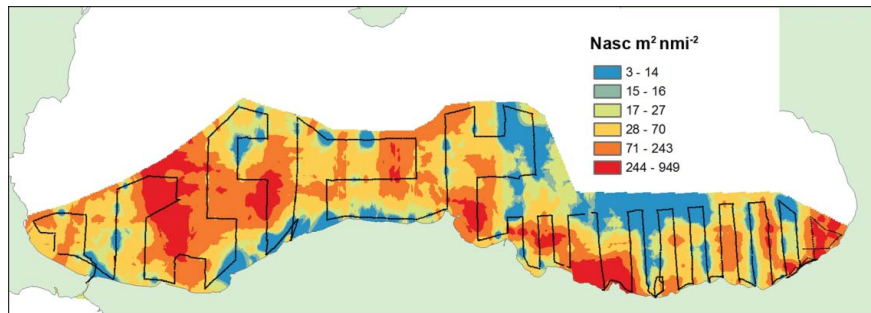 Nasc m² nmi⁻²
3 - 14
15 - 16
17 - 27
28 - 70
71 - 243
244 - 949